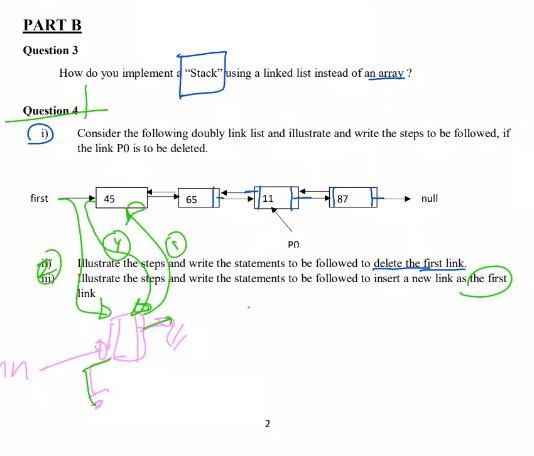 PART B
Question 3
How do you implement a “Stack” using a linked list instead of an array ?
Question 4
i) Consider the following doubly link list and illustrate and write the steps to be followed, if
the link P0 is to be deleted.
first 45 65 11 87 null
P0
4 5
ii) Illustrate the steps and write the statements to be followed to delete the first link.
iii) Illustrate the steps and write the statements to be followed to insert a new link as the first
link
2